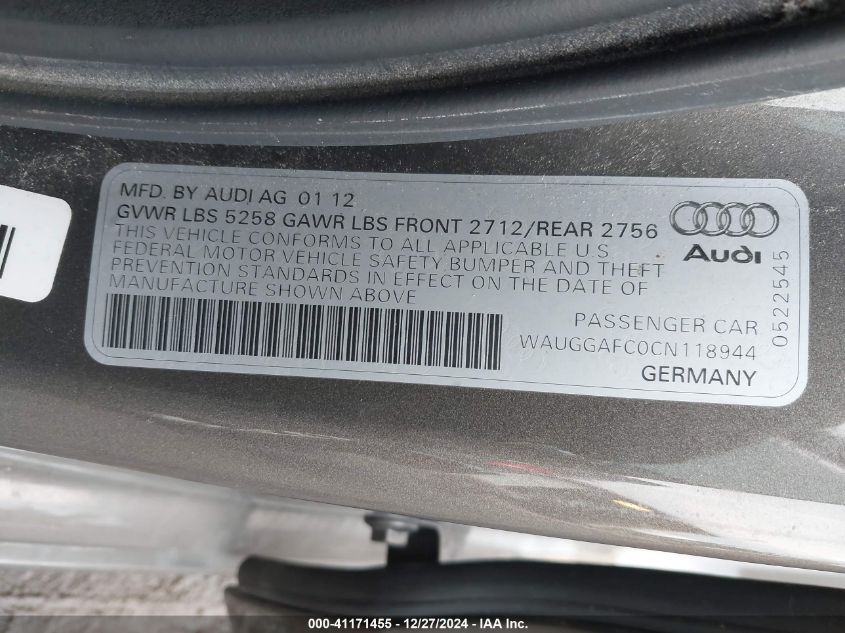 MFD. BY AUDI AG 01 12
GVWR LBS 5258 GAWR LBS FRONT 2712/REAR 2756
THIS VEHICLE CONFORMS TO ALL APPLICABLE U S
FEDERAL MOTOR VEHICLE SAFETY,BUMPER AND THEFT
PREVENTION STANDARDS IN EFFECT ON THE DATE OF
MANUFACTURE SHOWN ABOVE
Audi
0522545
PASSENGER CAR
WAUGGAFC0CN118944
GERMANY
000-41171455 - 12/27/2024 - IAA Inc.